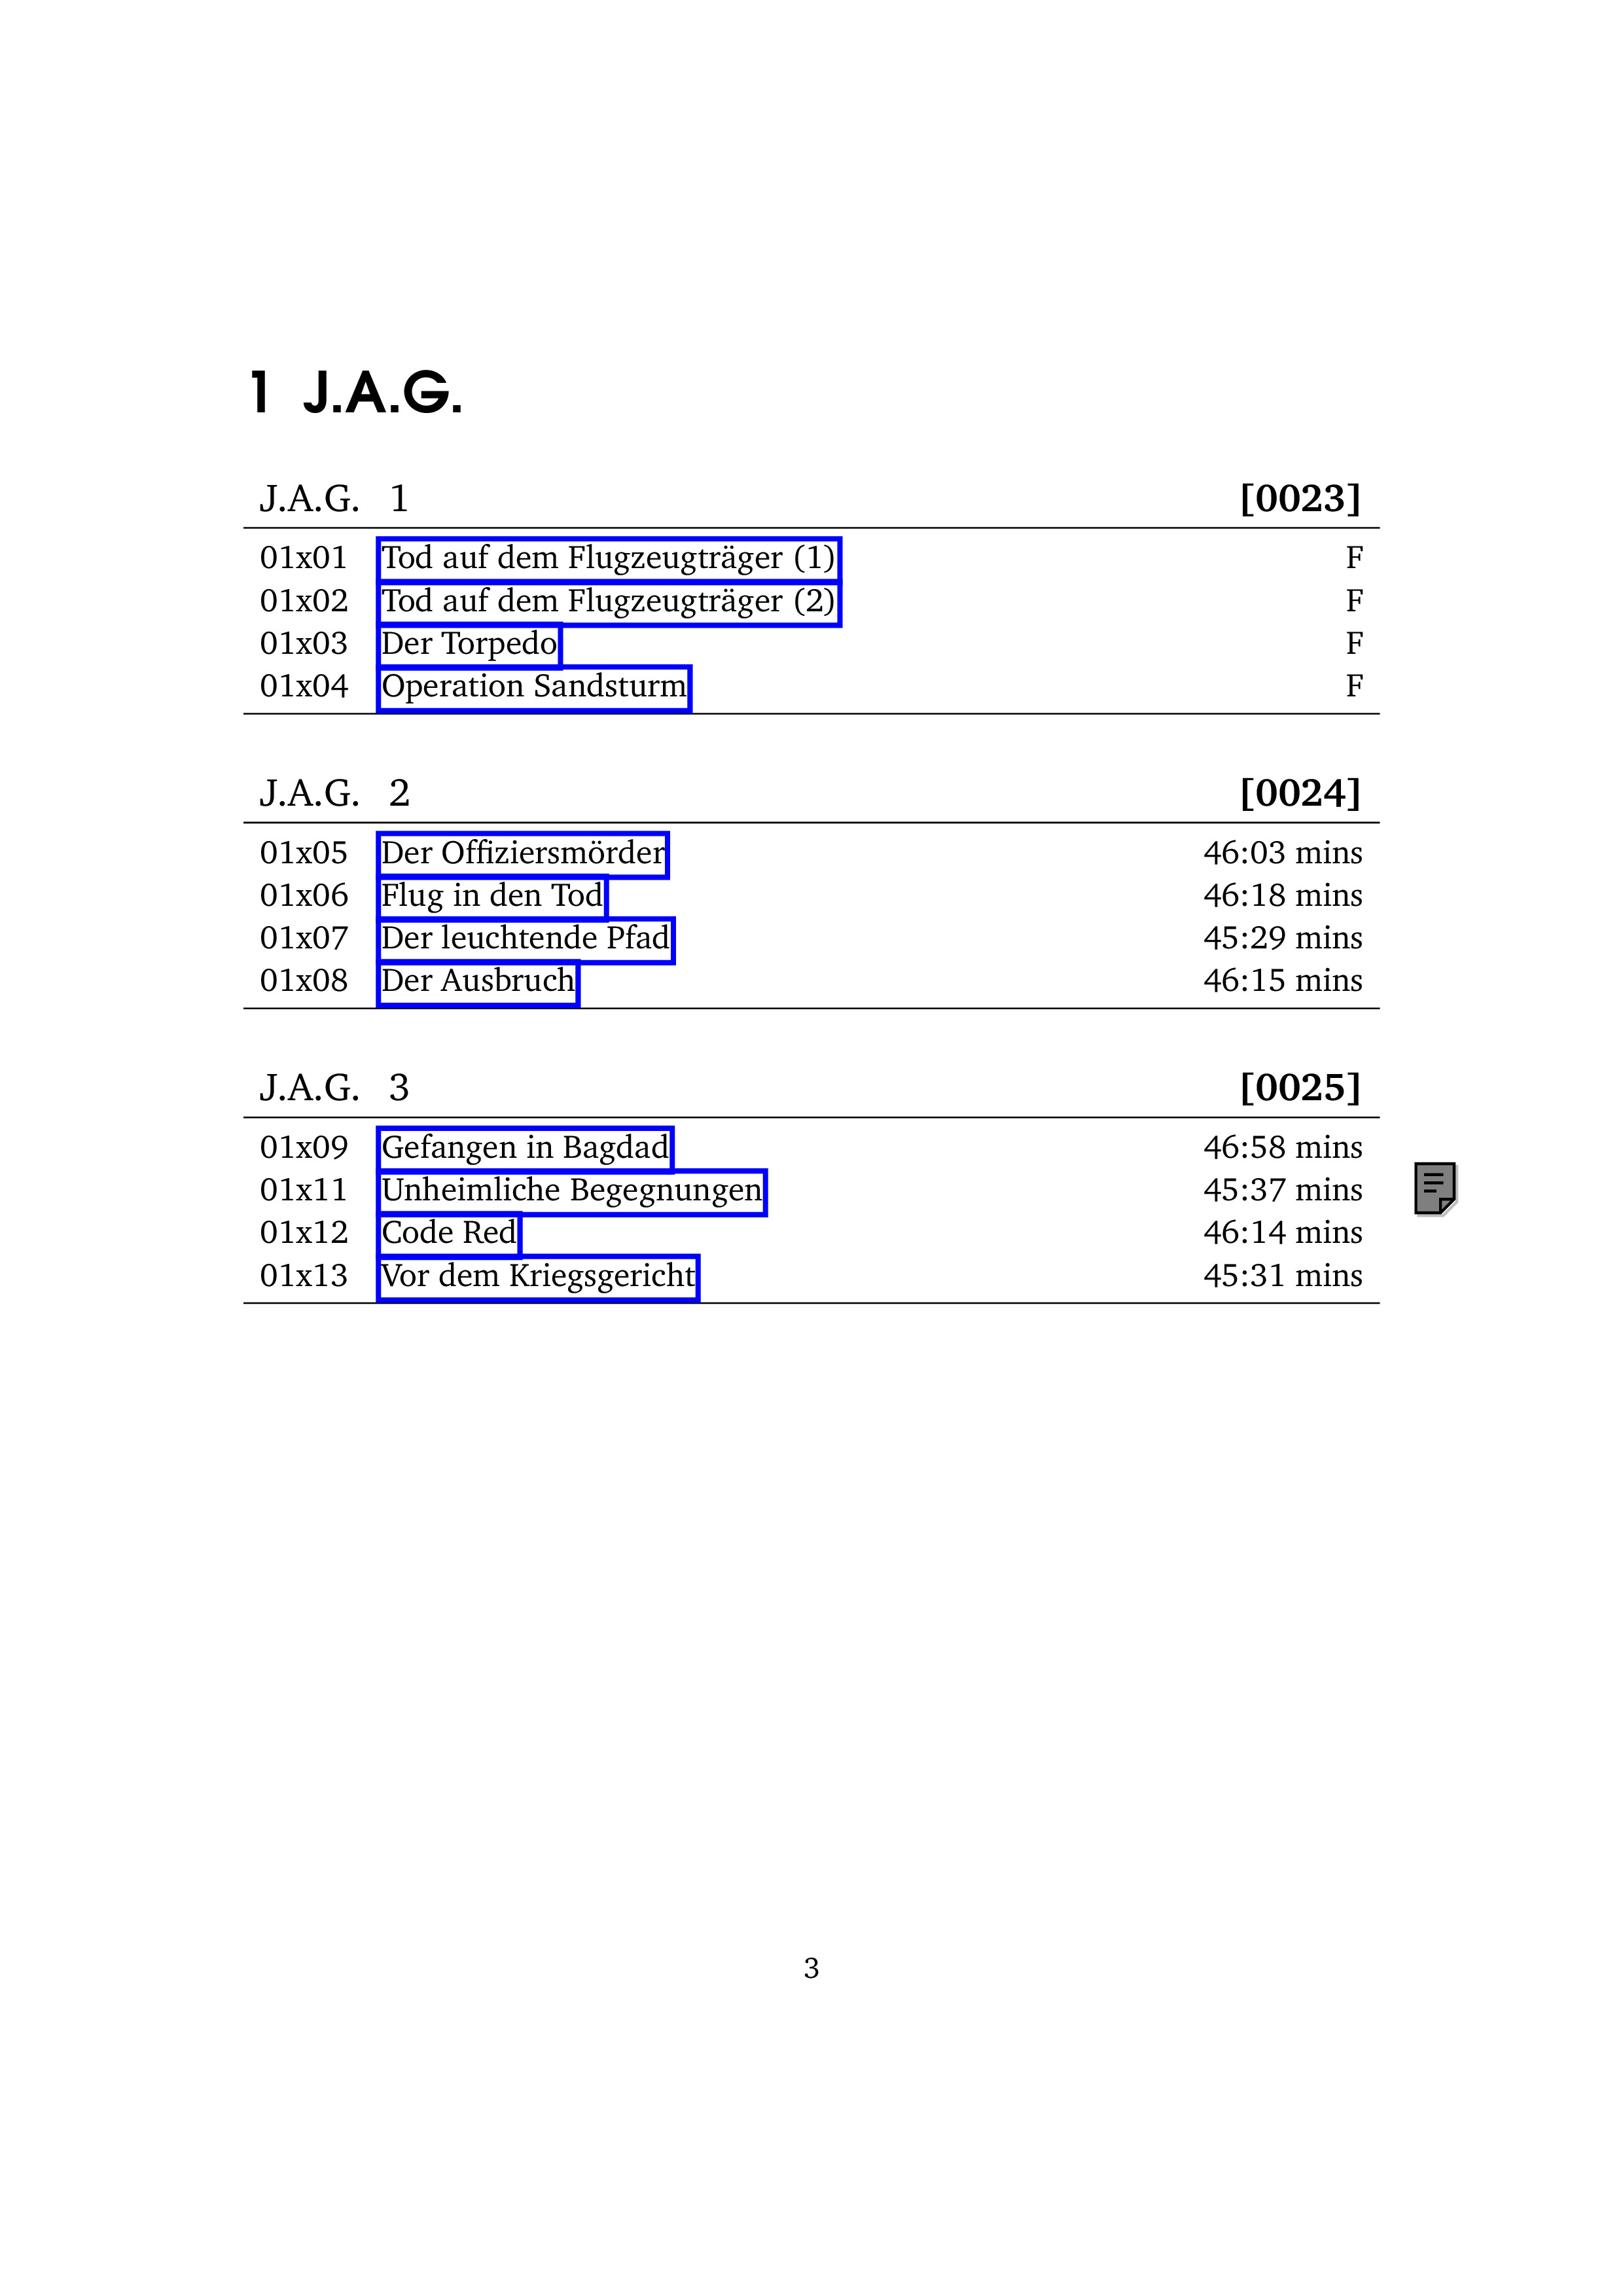 1 J.A.G.
J.A.G. 1 [0023]
01x01 Tod auf dem Flugzeugträger (1) F
01x02 Tod auf dem Flugzeugträger (2) F
01x03 Der Torpedo F
01x04 Operation Sandsturm F
J.A.G. 2 [0024]
01x05 Der Offiziersmörder 46:03 mins
01x06 Flug in den Tod 46:18 mins
01x07 Der leuchtende Pfad 45:29 mins
01x08 Der Ausbruch 46:15 mins
J.A.G. 3 [0025]
01x09 Gefangen in Bagdad 46:58 mins
01x11 Unheimliche Begegnungen 45:37 mins
01x12 Code Red 46:14 mins
01x13 Vor dem Kriegsgericht 45:31 mins
3